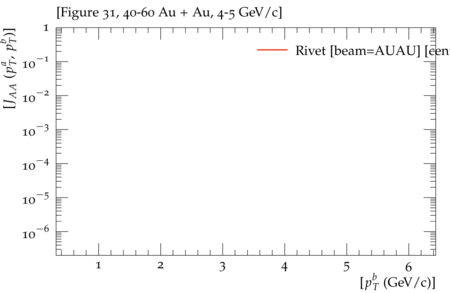 [Figure 31, 40-60 Au + Au, 4-5 GeV/c]
[J_AA (p_T^a, p_T^b)]
Rivet [beam=AUAU] [cen
1
10^−1
10^−2
10^−3
10^−4
10^−5
10^−6
1 2 3 4 5 6
[p_T^b (GeV/c)]